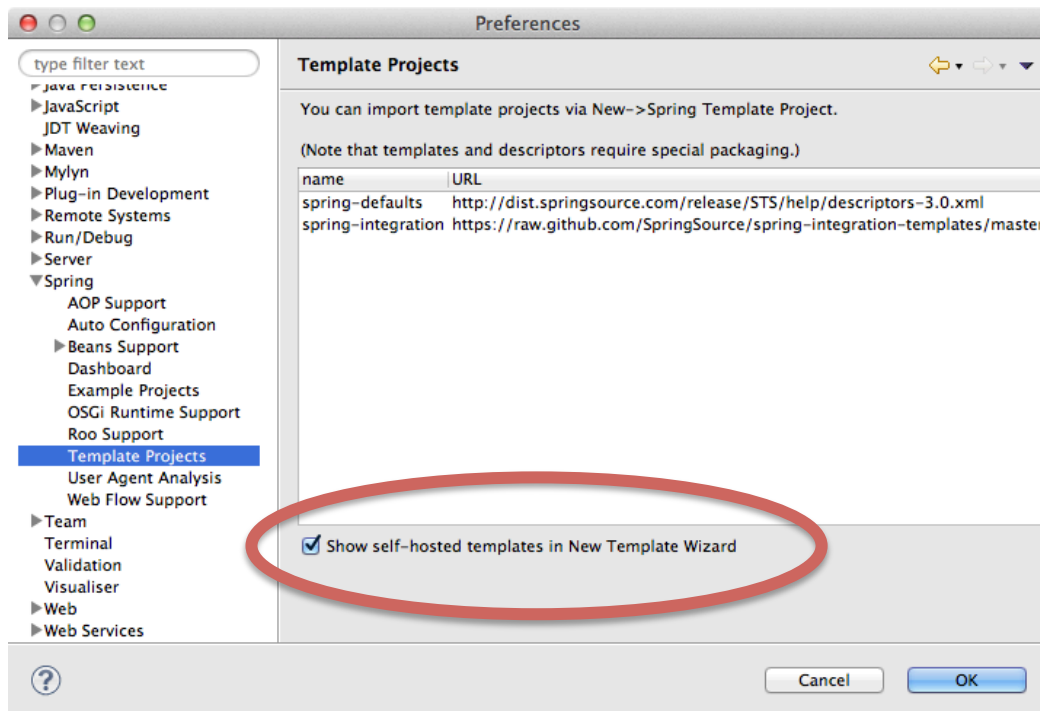 Preferences
type filter text
Java Persistence
JavaScript
JDT Weaving
Maven
Mylyn
Plug-in Development
Remote Systems
Run/Debug
Server
Spring
AOP Support
Auto Configuration
Beans Support
Dashboard
Example Projects
OSGi Runtime Support
Roo Support
Template Projects
User Agent Analysis
Web Flow Support
Team
Terminal
Validation
Visualiser
Web
Web Services
Template Projects
You can import template projects via New->Spring Template Project.
(Note that templates and descriptors require special packaging.)
name URL
spring-defaults http://dist.springsource.com/release/STS/help/descriptors-3.0.xml
spring-integration https://raw.github.com/SpringSource/spring-integration-templates/master
Show self-hosted templates in New Template Wizard
?
Cancel OK